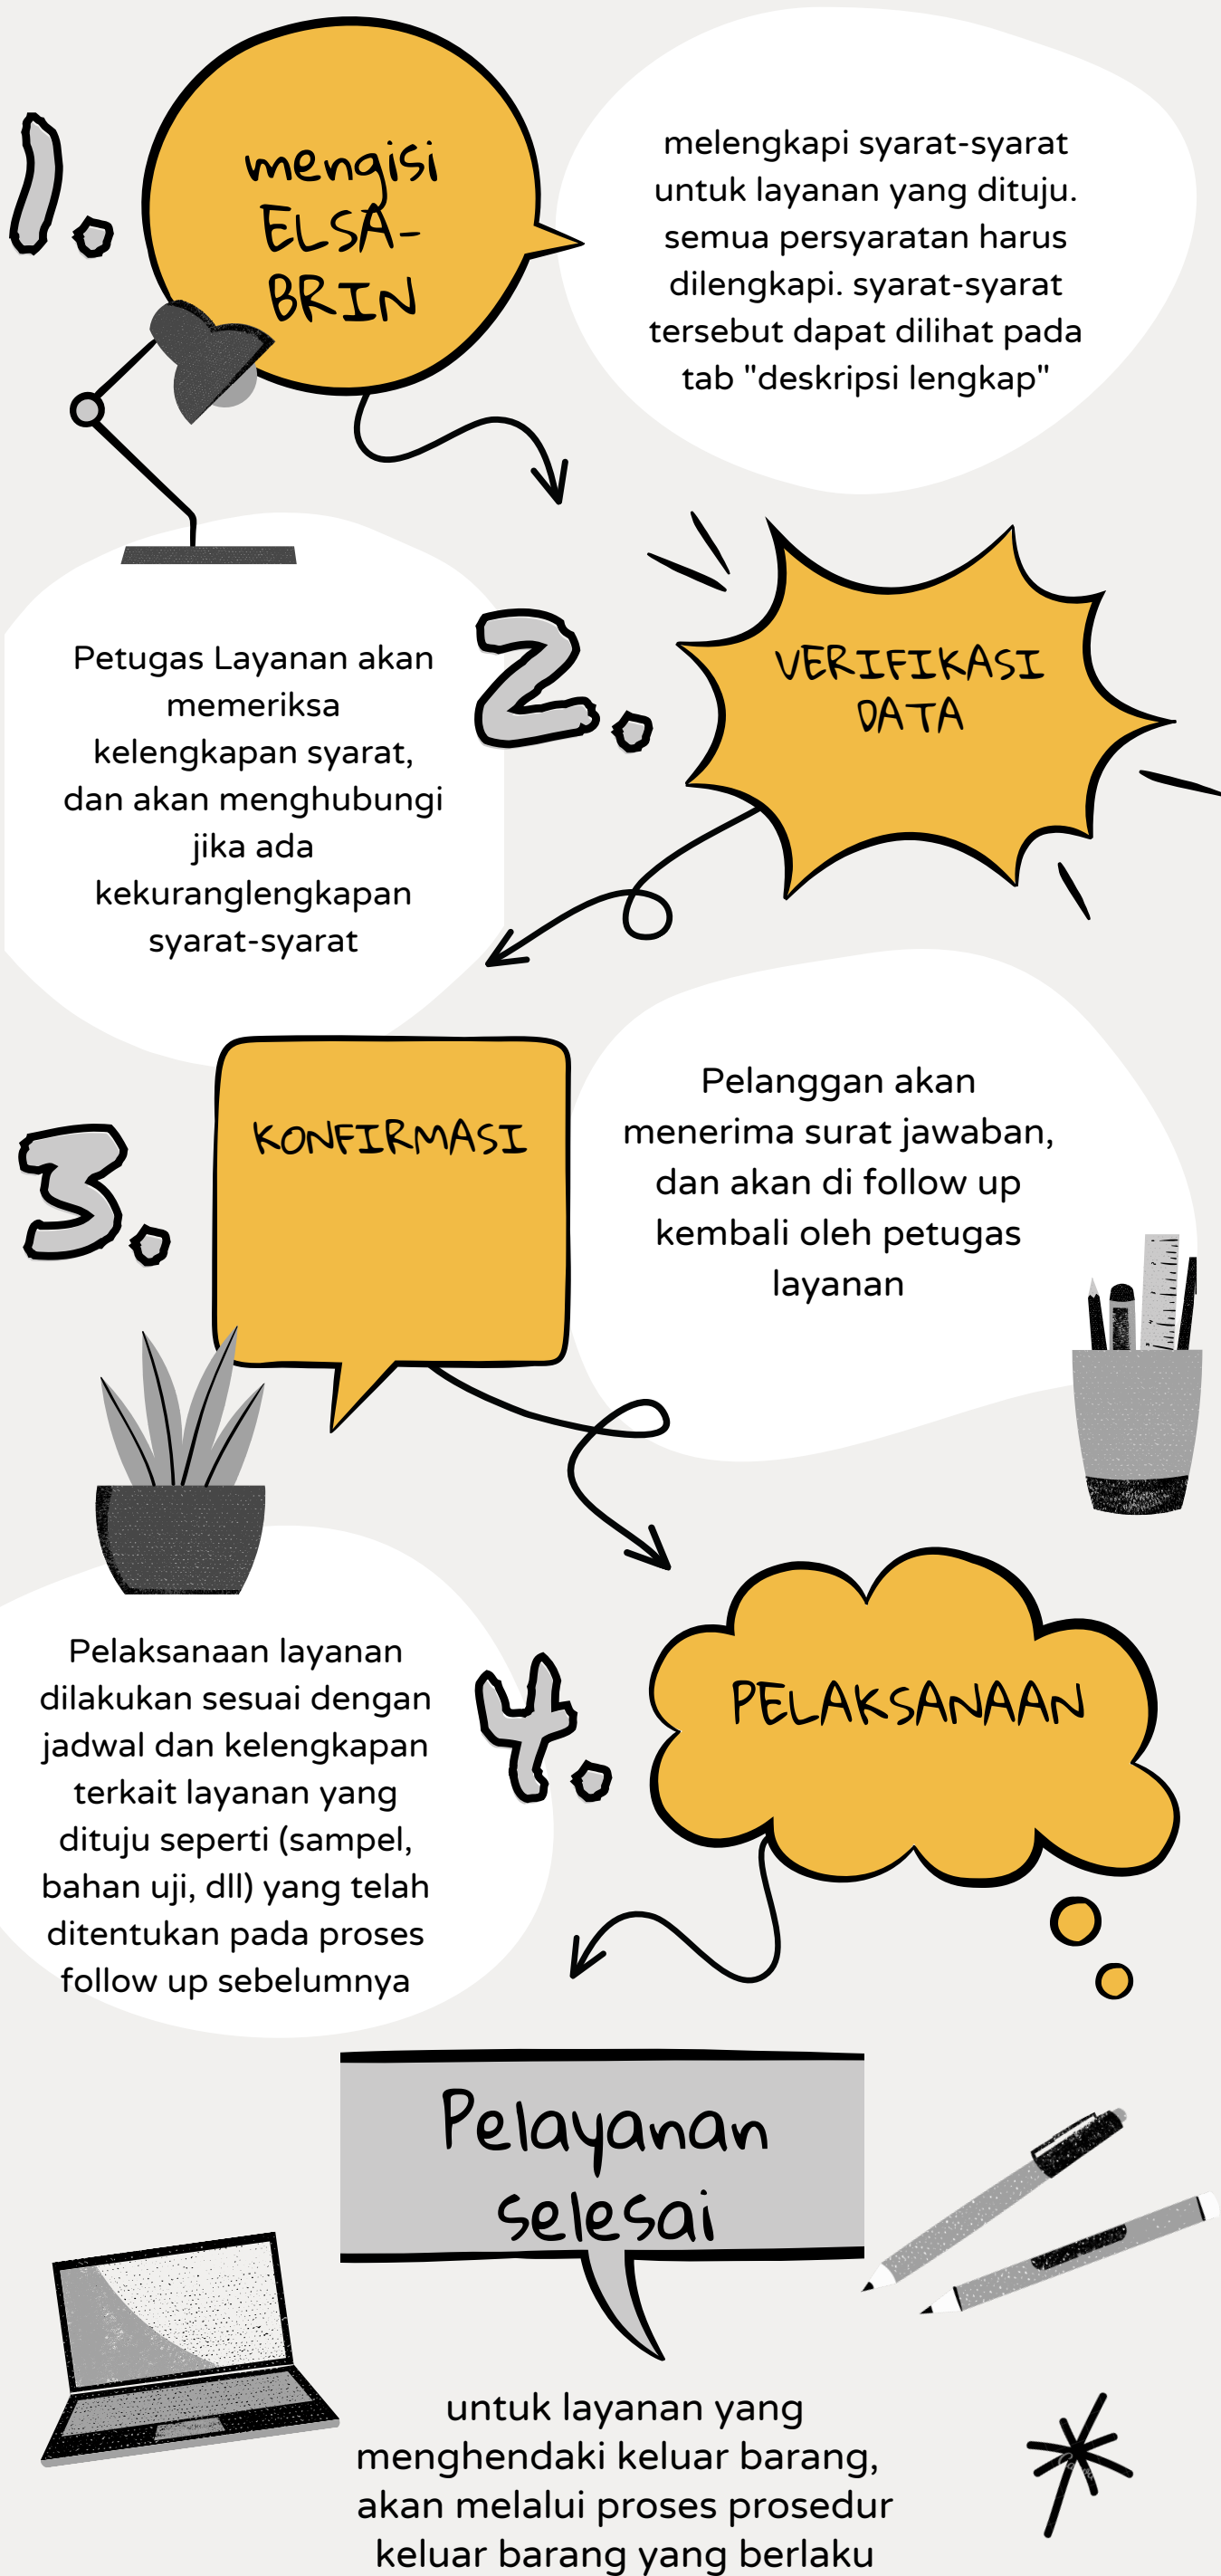 1.
mengisi
ELSA-
BRIN
melengkapi syarat-syarat
untuk layanan yang dituju.
semua persyaratan harus
dilengkapi. syarat-syarat
tersebut dapat dilihat pada
tab "deskripsi lengkap"
2.
VERIFIKASI
DATA
Petugas Layanan akan
memeriksa
kelengkapan syarat,
dan akan menghubungi
jika ada
kekuranglengkapan
syarat-syarat
3.
KONFIRMASI
Pelanggan akan
menerima surat jawaban,
dan akan di follow up
kembali oleh petugas
layanan
4.
PELAKSANAAN
Pelaksanaan layanan
dilakukan sesuai dengan
jadwal dan kelengkapan
terkait layanan yang
dituju seperti (sampel,
bahan uji, dll) yang telah
ditentukan pada proses
follow up sebelumnya
Pelayanan
selesai
untuk layanan yang
menghendaki keluar barang,
akan melalui proses prosedur
keluar barang yang berlaku